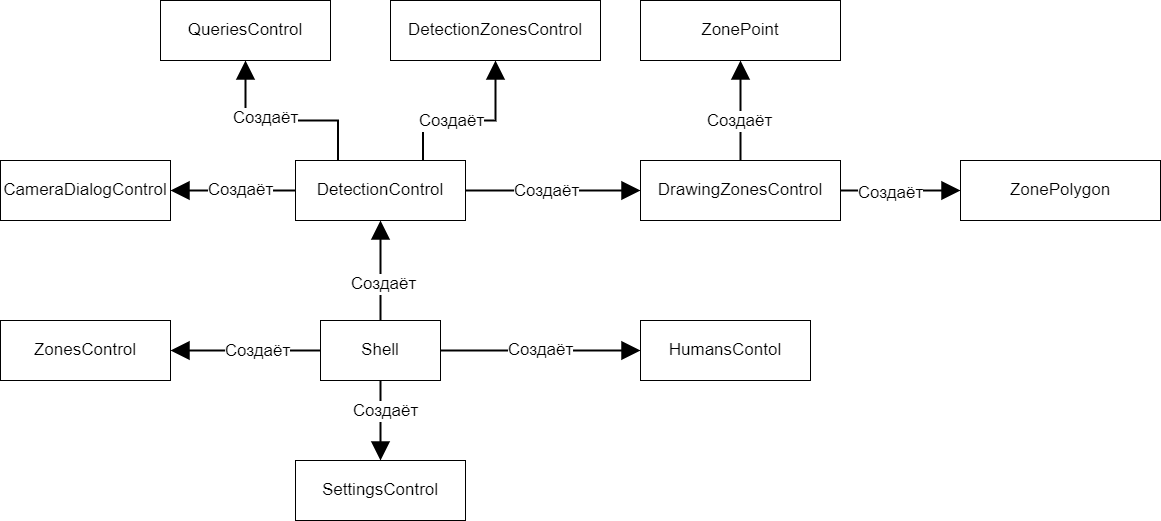 QueriesControl
DetectionZonesControl
ZonePoint
Создаёт
Создаёт
Создаёт
CameraDialogControl
Создаёт
DetectionControl
Создаёт
DrawingZonesControl
Создаёт
ZonePolygon
Создаёт
ZonesControl
Создаёт
Shell
Создаёт
HumansContol
Создаёт
SettingsControl